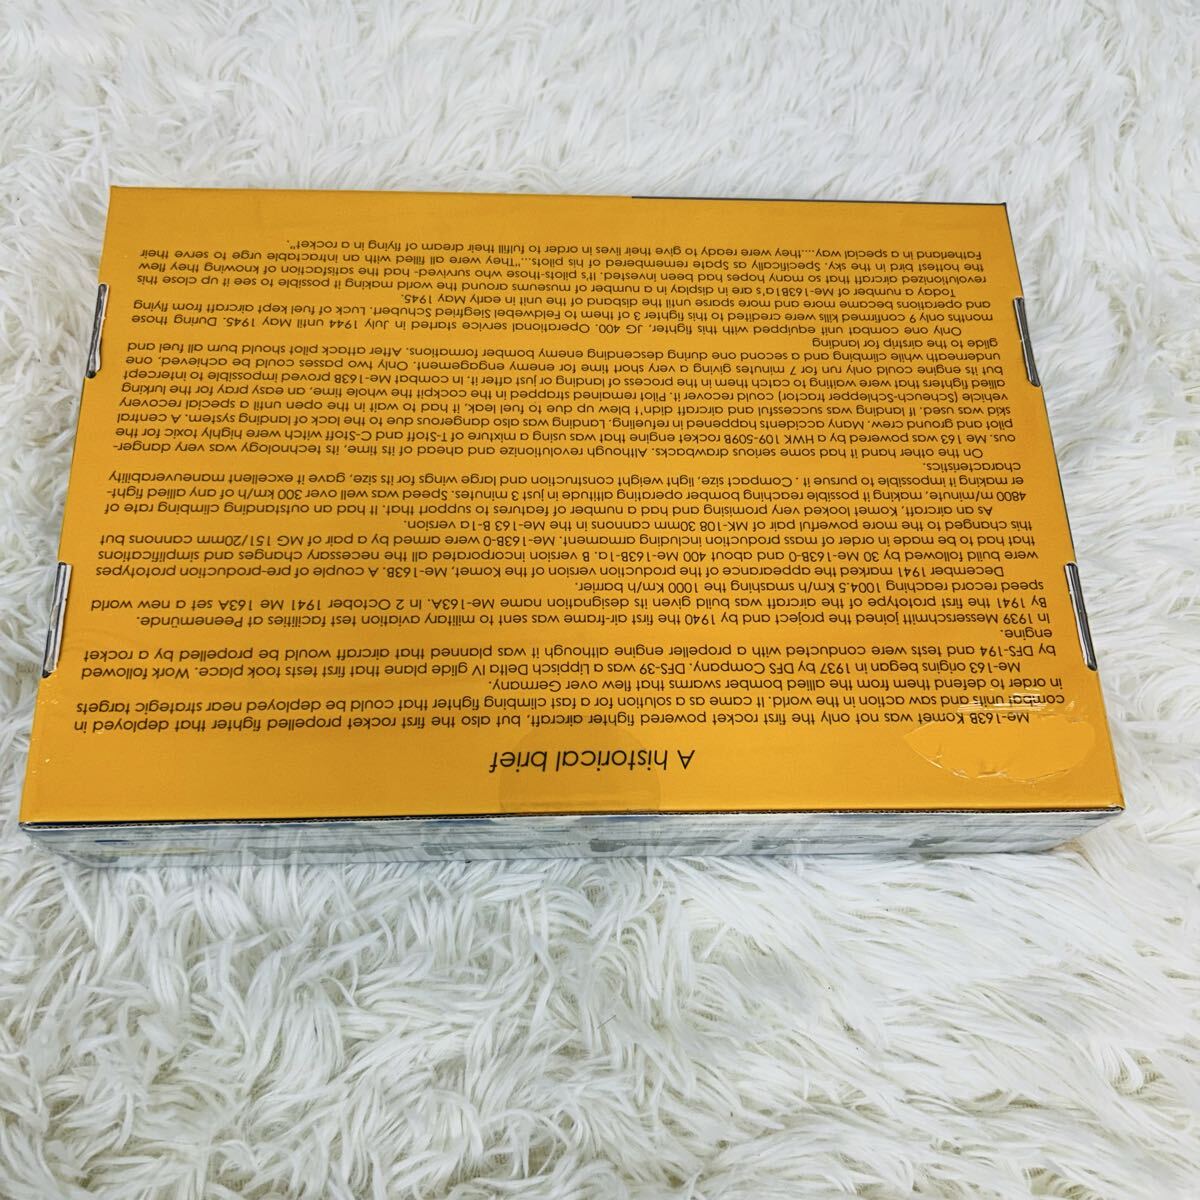 A historical brief
Me-163B Komet was not only the first rocket powered fighter aircraft, but also the first rocket propelled fighter that deployed in
combat units and saw action in the world. It came as a solution for a fast climbing fighter that could be deployed near strategic targets
in order to defend them from the allied bomber swarms that flew over Germany.
Me-163 origins began in 1937 by DFS Company. DFS-39 was a Lippisch Delta IV glide plane that first tests took place. Work followed
by DFS-194 and tests were conducted with a propeller engine although it was planned that aircraft would be propelled by a rocket
engine.
In 1939 Messerschmitt joined the project and by 1940 the first air-frame was sent to military aviation test facilities at Peenemünde.
By 1941 the first prototype of the aircraft was build given its designation name Me-163A. In 2 October 1941 Me 163A set a new world
speed record reaching 1004.5 Km/h smashing the 1000 Km/h barrier.
December 1941 marked the appearance of the production version of the Komet, Me-163B. A couple of pre-production prototypes
were build followed by 30 Me-163B-0 and about 400 Me-163B-1a. B version incorporated all the necessary changes and simplifications
that had to be made in order of mass production including armament. Me-163B-0 were armed by a pair of MG 151/20mm cannons but
this changed to the more powerful pair of MK-108 30mm cannons in the Me-163 B-1a version.
As an aircraft, Komet looked very promising and had a number of features to support that. It had an outstanding climbing rate of
4800 m/minute, making it possible reaching bomber operating altitude in just 3 minutes. Speed was well over 300 km/h of any allied fight-
er making it impossible to pursue it . Compact size, light weight construction and large wings for its size, gave it excellent maneuverability
characteristics.
On the other hand it had some serious drawbacks. Although revolutionize and ahead of its time, its technology was very danger-
ous. Me 163 was powered by a HWK 109-509B rocket engine that was using a mixture of T-Stoff and C-Stoff witch were highly toxic for the
pilot and ground crew. Many accidents happened in refueling. Landing was also dangerous due to the lack of landing system. A central
skid was used. If landing was successful and aircraft didn't blew up due to fuel leak, it had to wait in the open until a special recovery
vehicle (Scheuch-Schlepper tractor) could recover it. Pilot remained strapped in the cockpit the whole time, an easy pray for the lurking
allied fighters that were waiting to catch them in the process of landing or just after it. In combat Me-163B proved impossible to intercept
but its engine could only run for 7 minutes giving a very short time for enemy engagement. Only two passes could be achieved, one
underneath while climbing and a second one during descending enemy bomber formations. After attack pilot should burn all fuel and
glide to the airship for landing
Only one combat unit equipped with this fighter, JG 400. Operational service started in July 1944 until May 1945. During those
months only 9 confirmed kills were credited to this fighter 3 of them to Feldwebel Siegfried Schubert. Luck of fuel kept aircraft from flying
and operations became more and more sparse until the disband of the unit in early May 1945.
Today a number of Me-163B1a's are in display in a number of museums around the world making it possible to see it up close this
revolutionized aircraft that so many hopes had been invested. It's pilots-those who survived- had the satisfaction of knowing they flew
the hottest bird in the sky. Specifically as Spate remembered of his pilots..."They were all filled with an intractable urge to serve their
Fatherland in a special way....they were ready to give their lives in order to fulfill their dream of flying in a rocket".